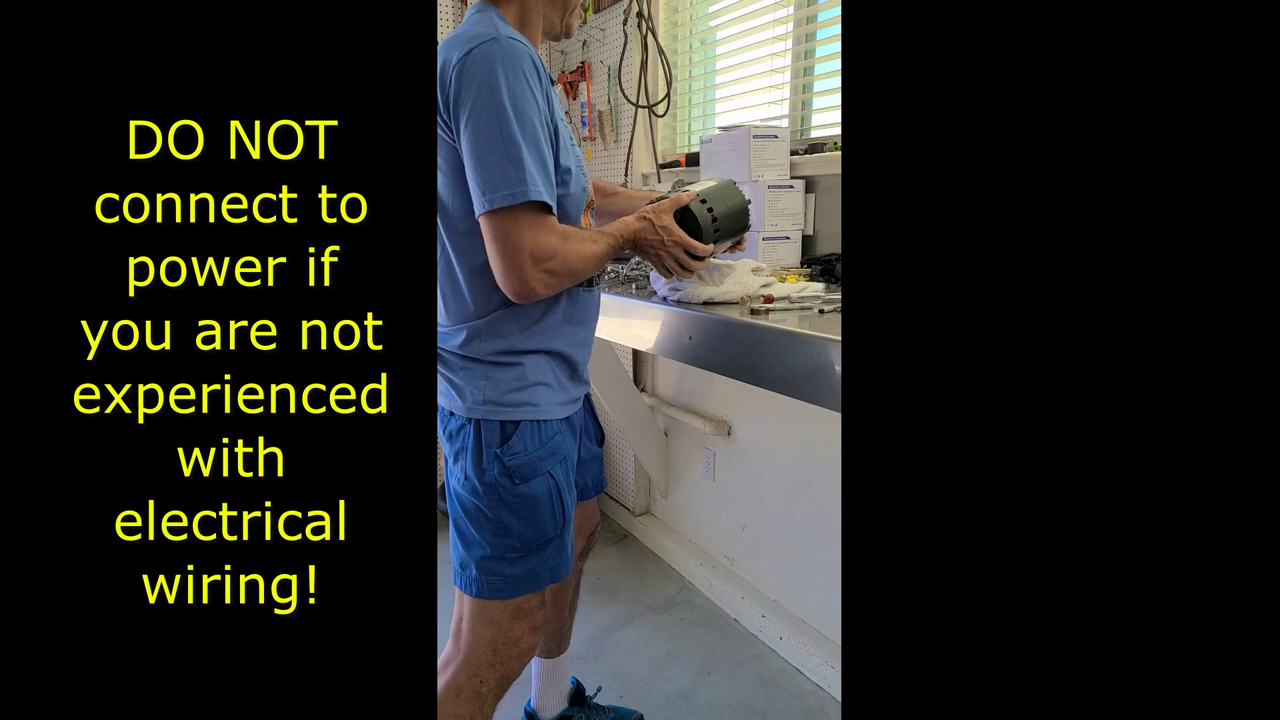 DO NOT
connect to
power if
you are not
experienced
with
electrical
wiring!